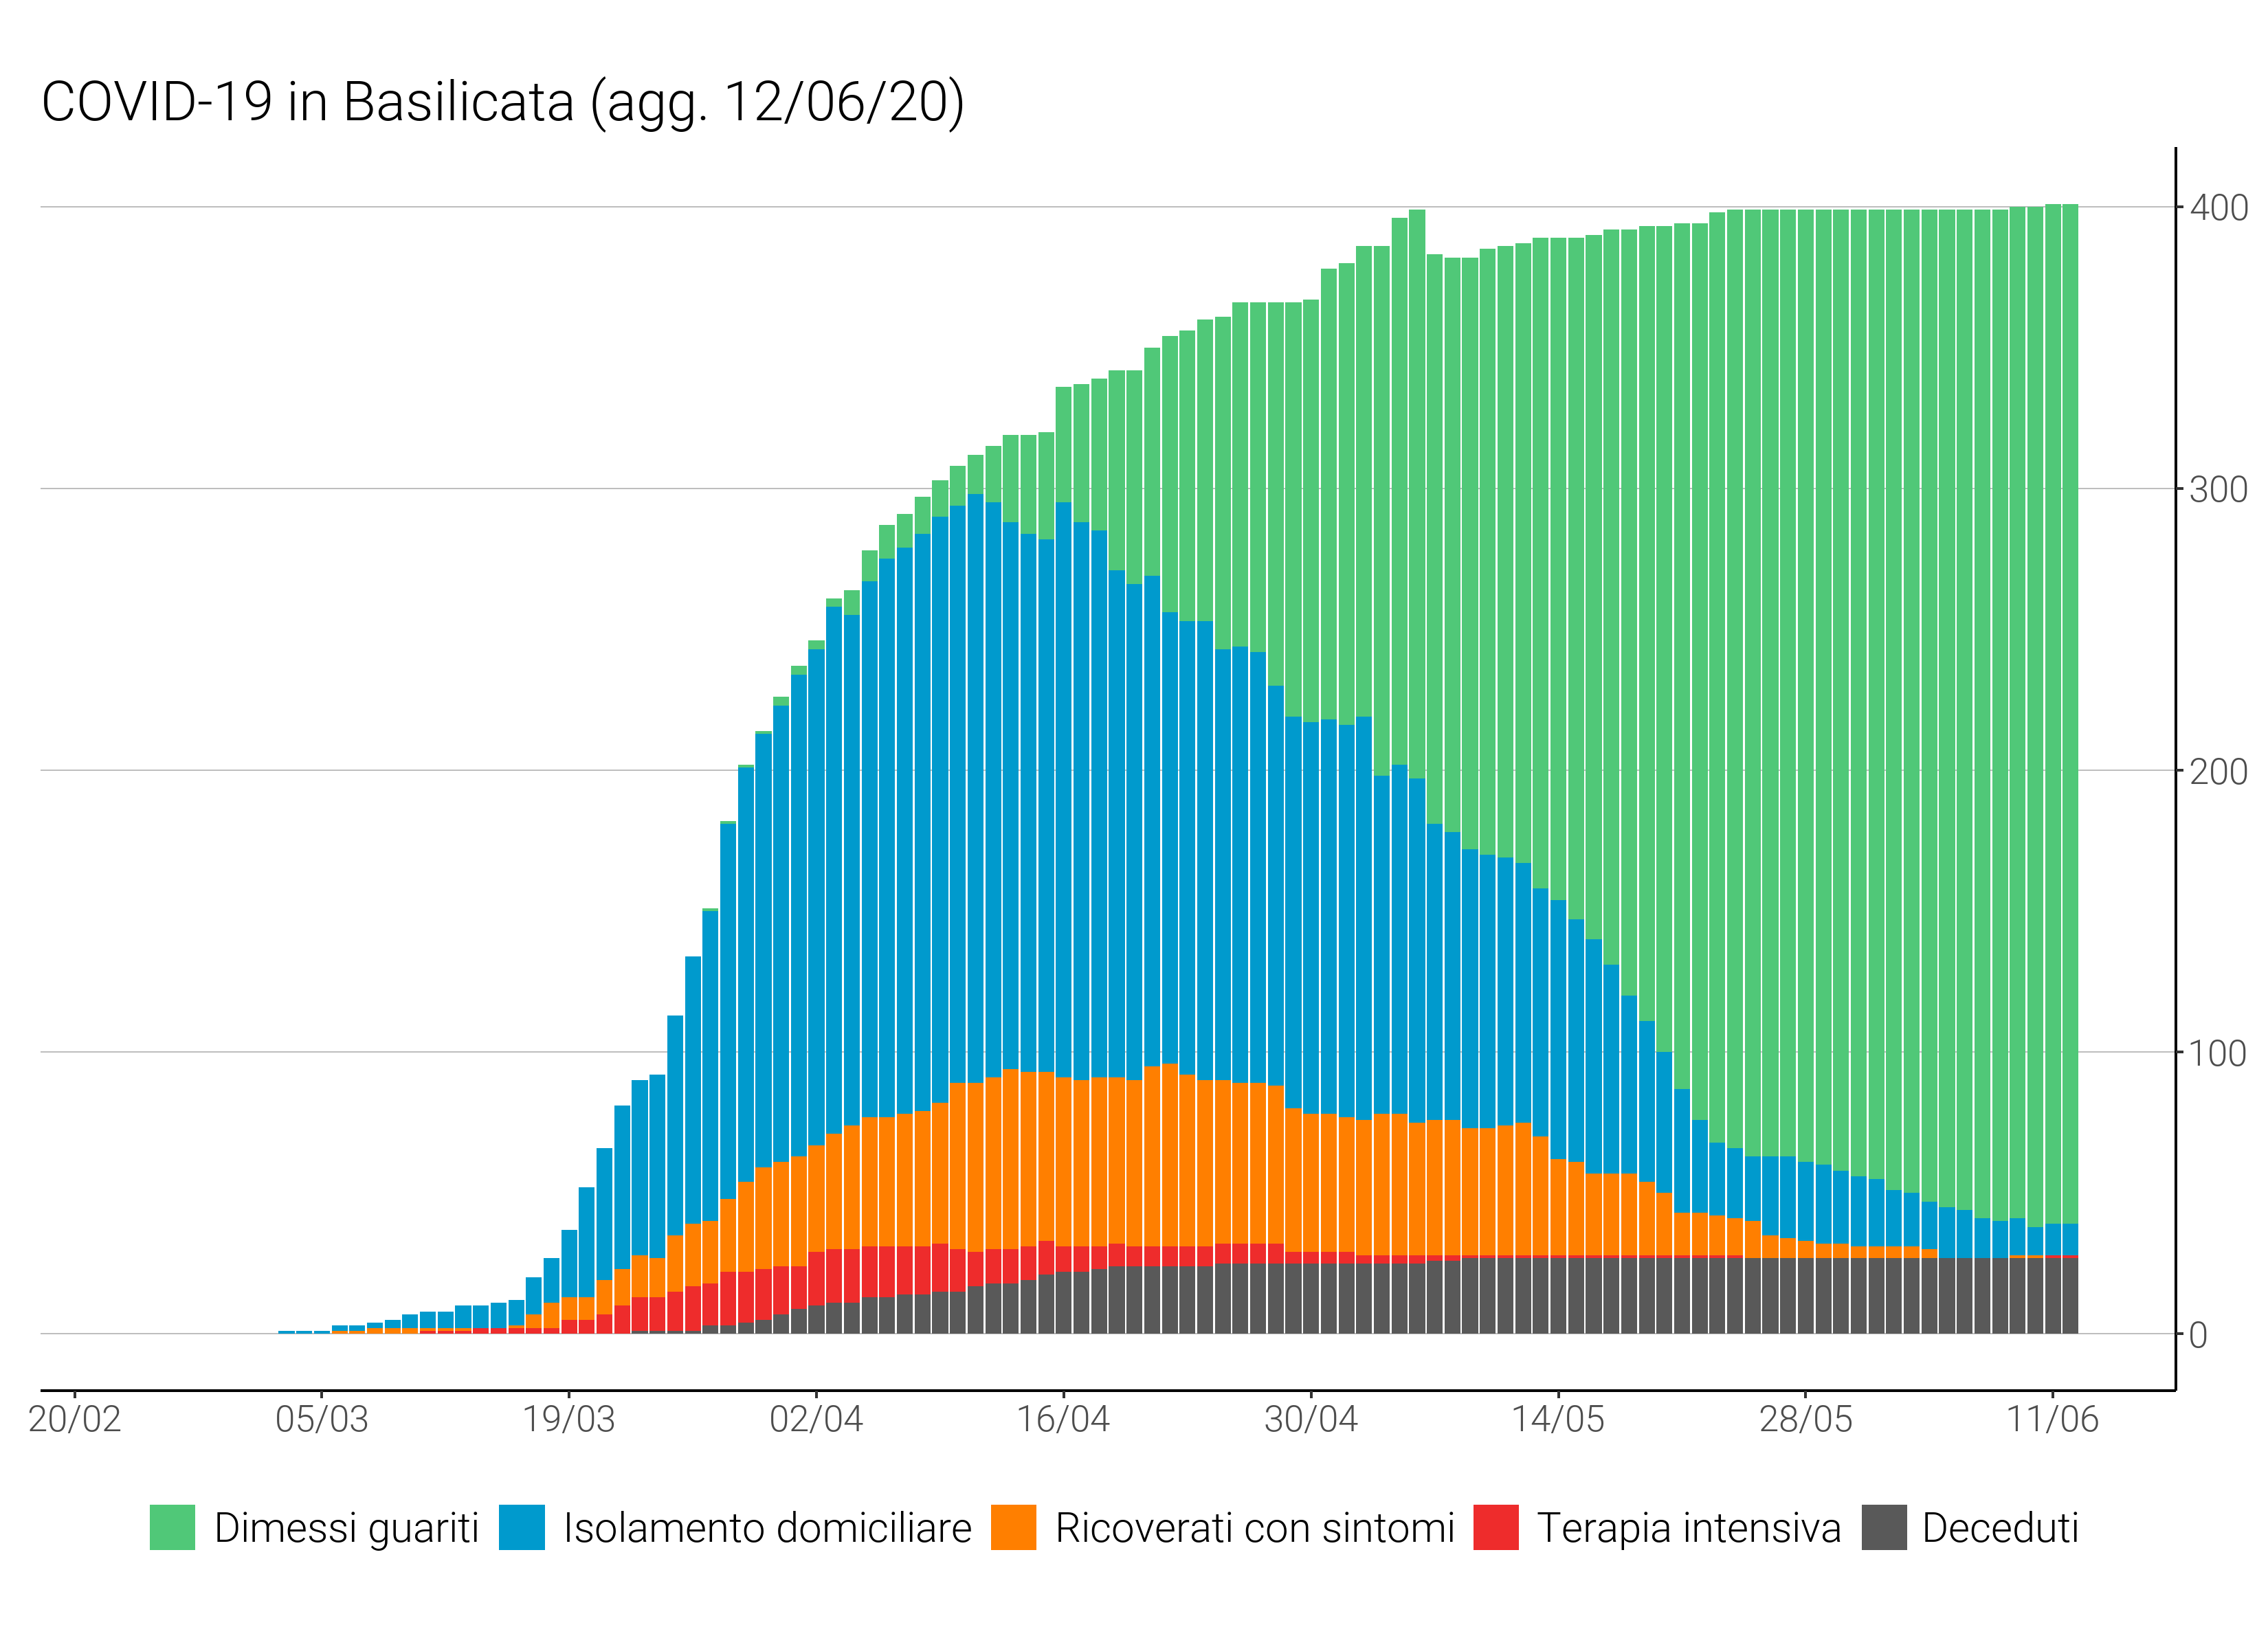 COVID-19 in Basilicata (agg. 12/06/20)
400
300
200
100
0
20/02 05/03 19/03 02/04 16/04 30/04 14/05 28/05 11/06
Dimessi guariti Isolamento domiciliare Ricoverati con sintomi Terapia intensiva Deceduti